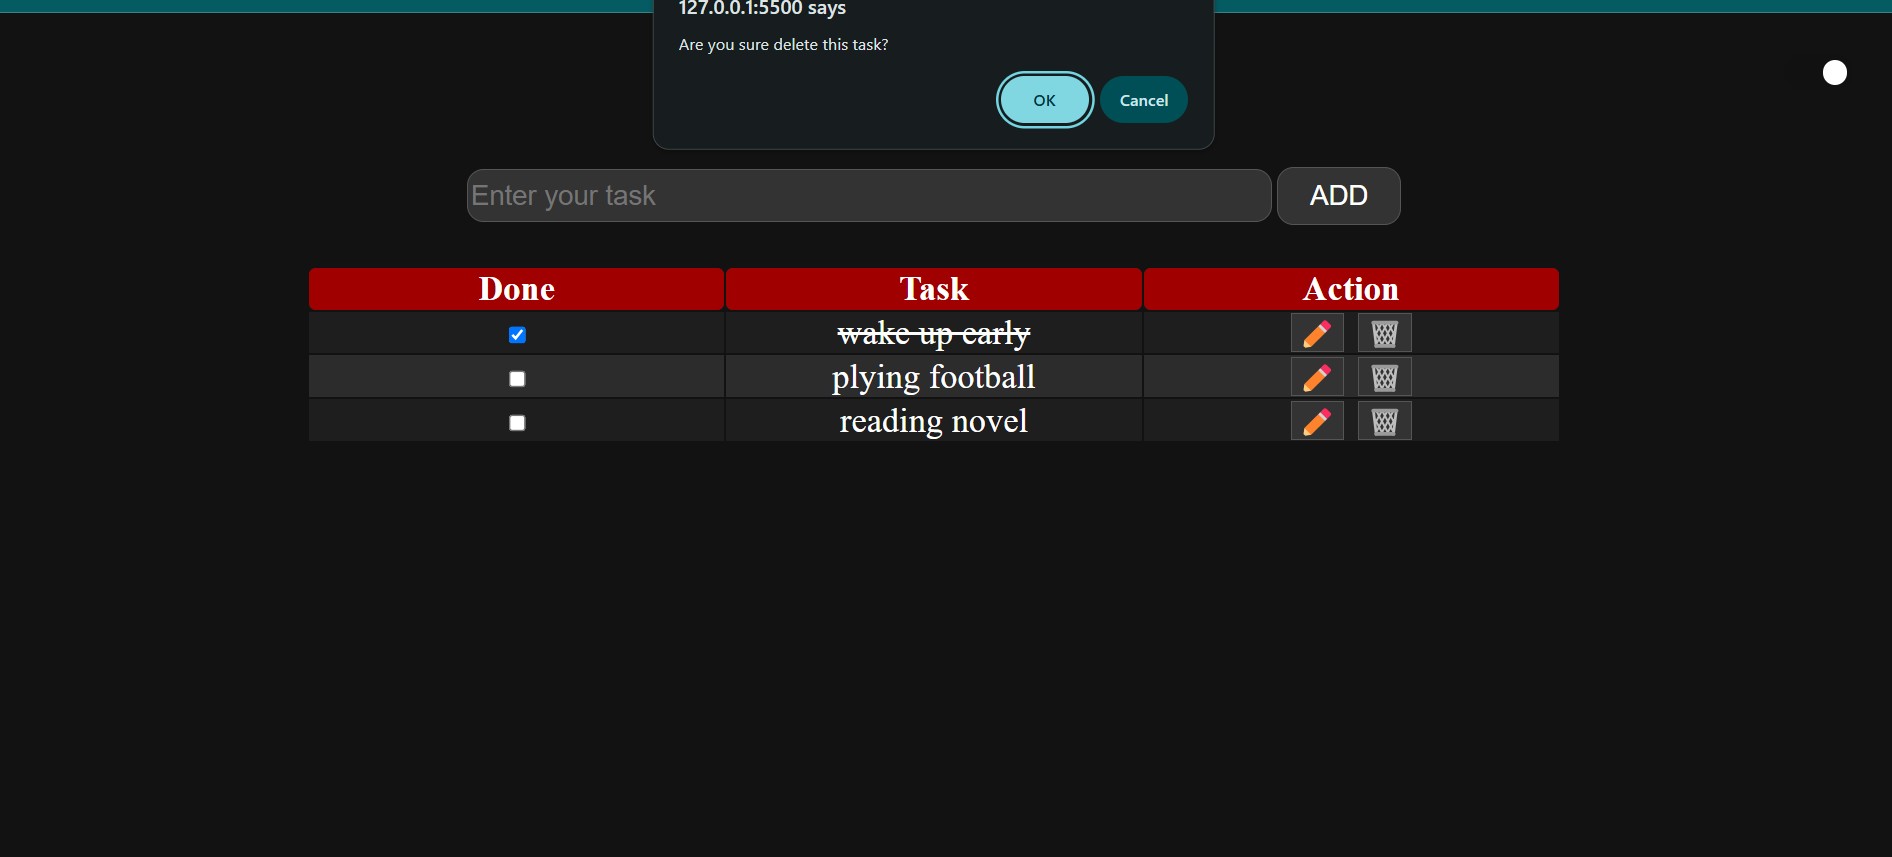 127.0.0.1:5500 says
Are you sure delete this task?
OK Cancel
Enter your task ADD
Done Task Action
wake up early
plying football
reading novel